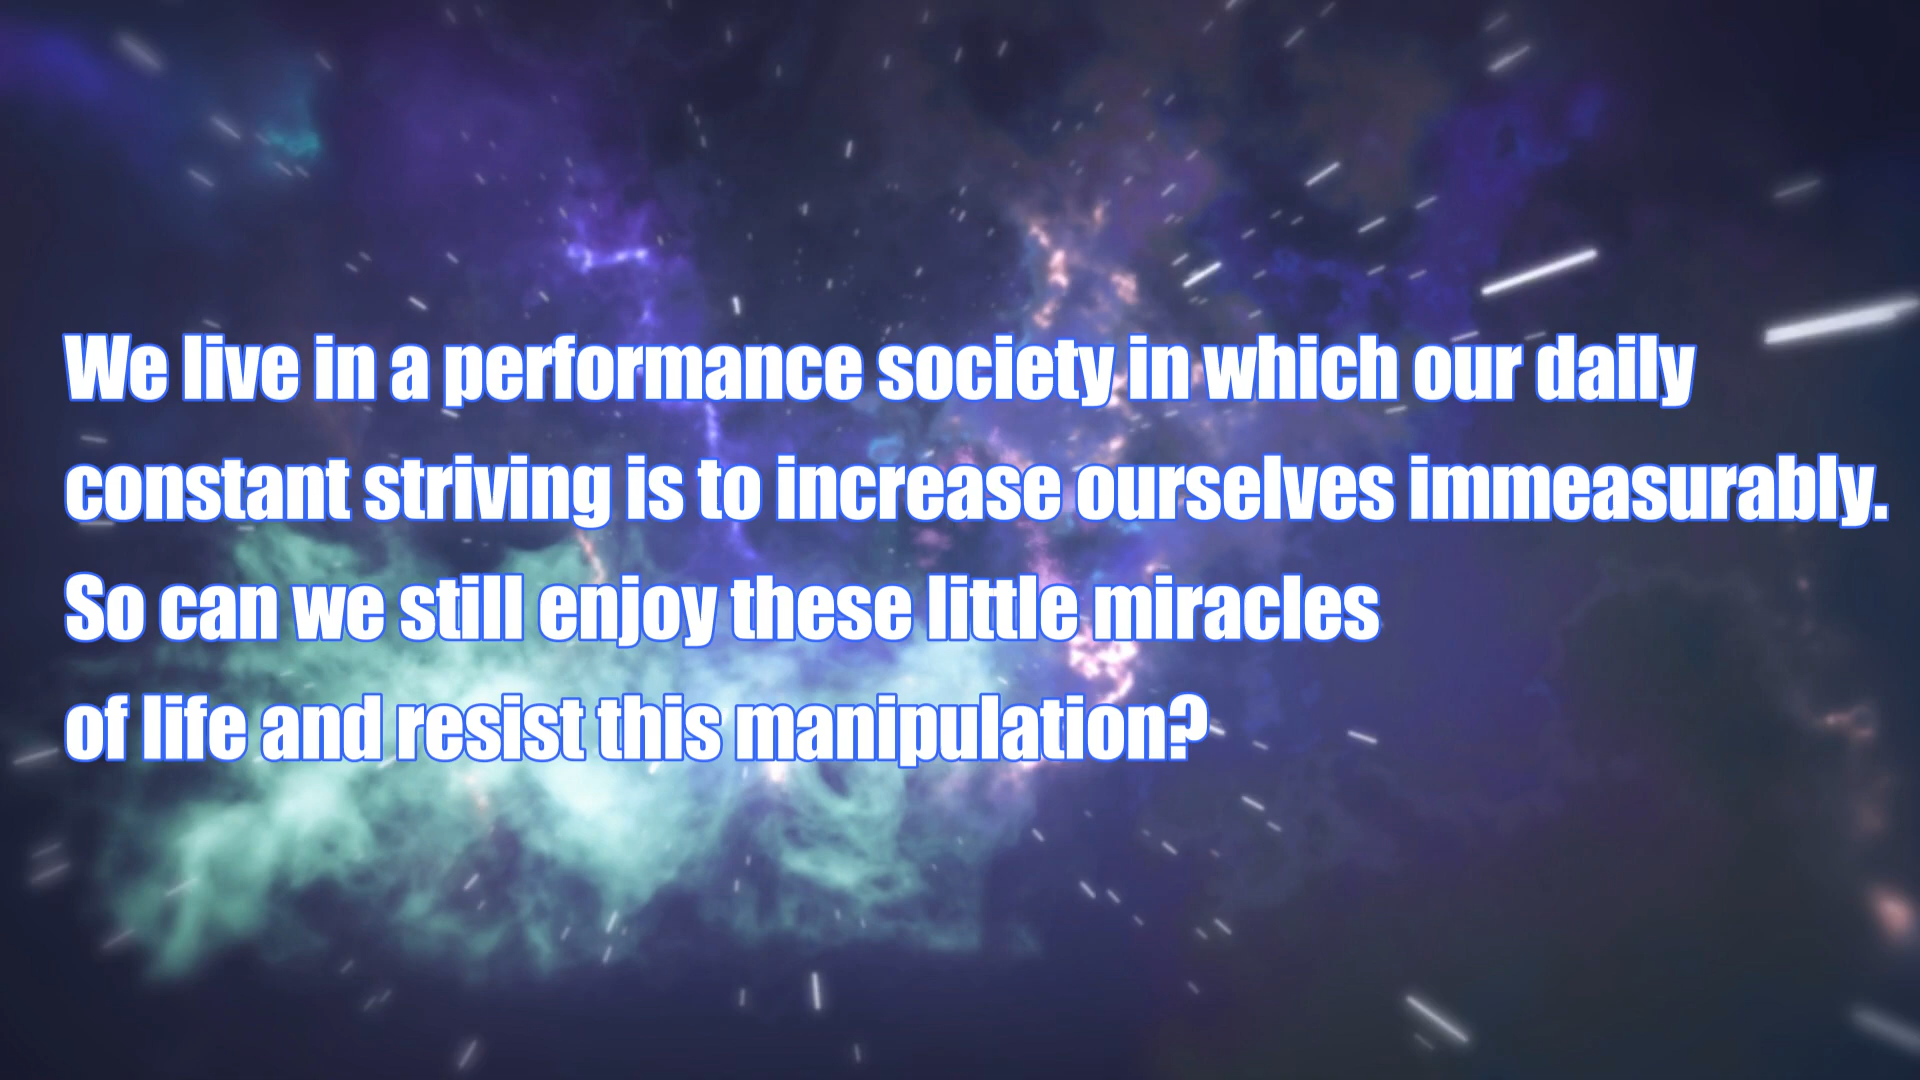 We live in a performance society in which our daily
constant striving is to increase ourselves immeasurably.
So can we still enjoy these little miracles
of life and resist this manipulation?